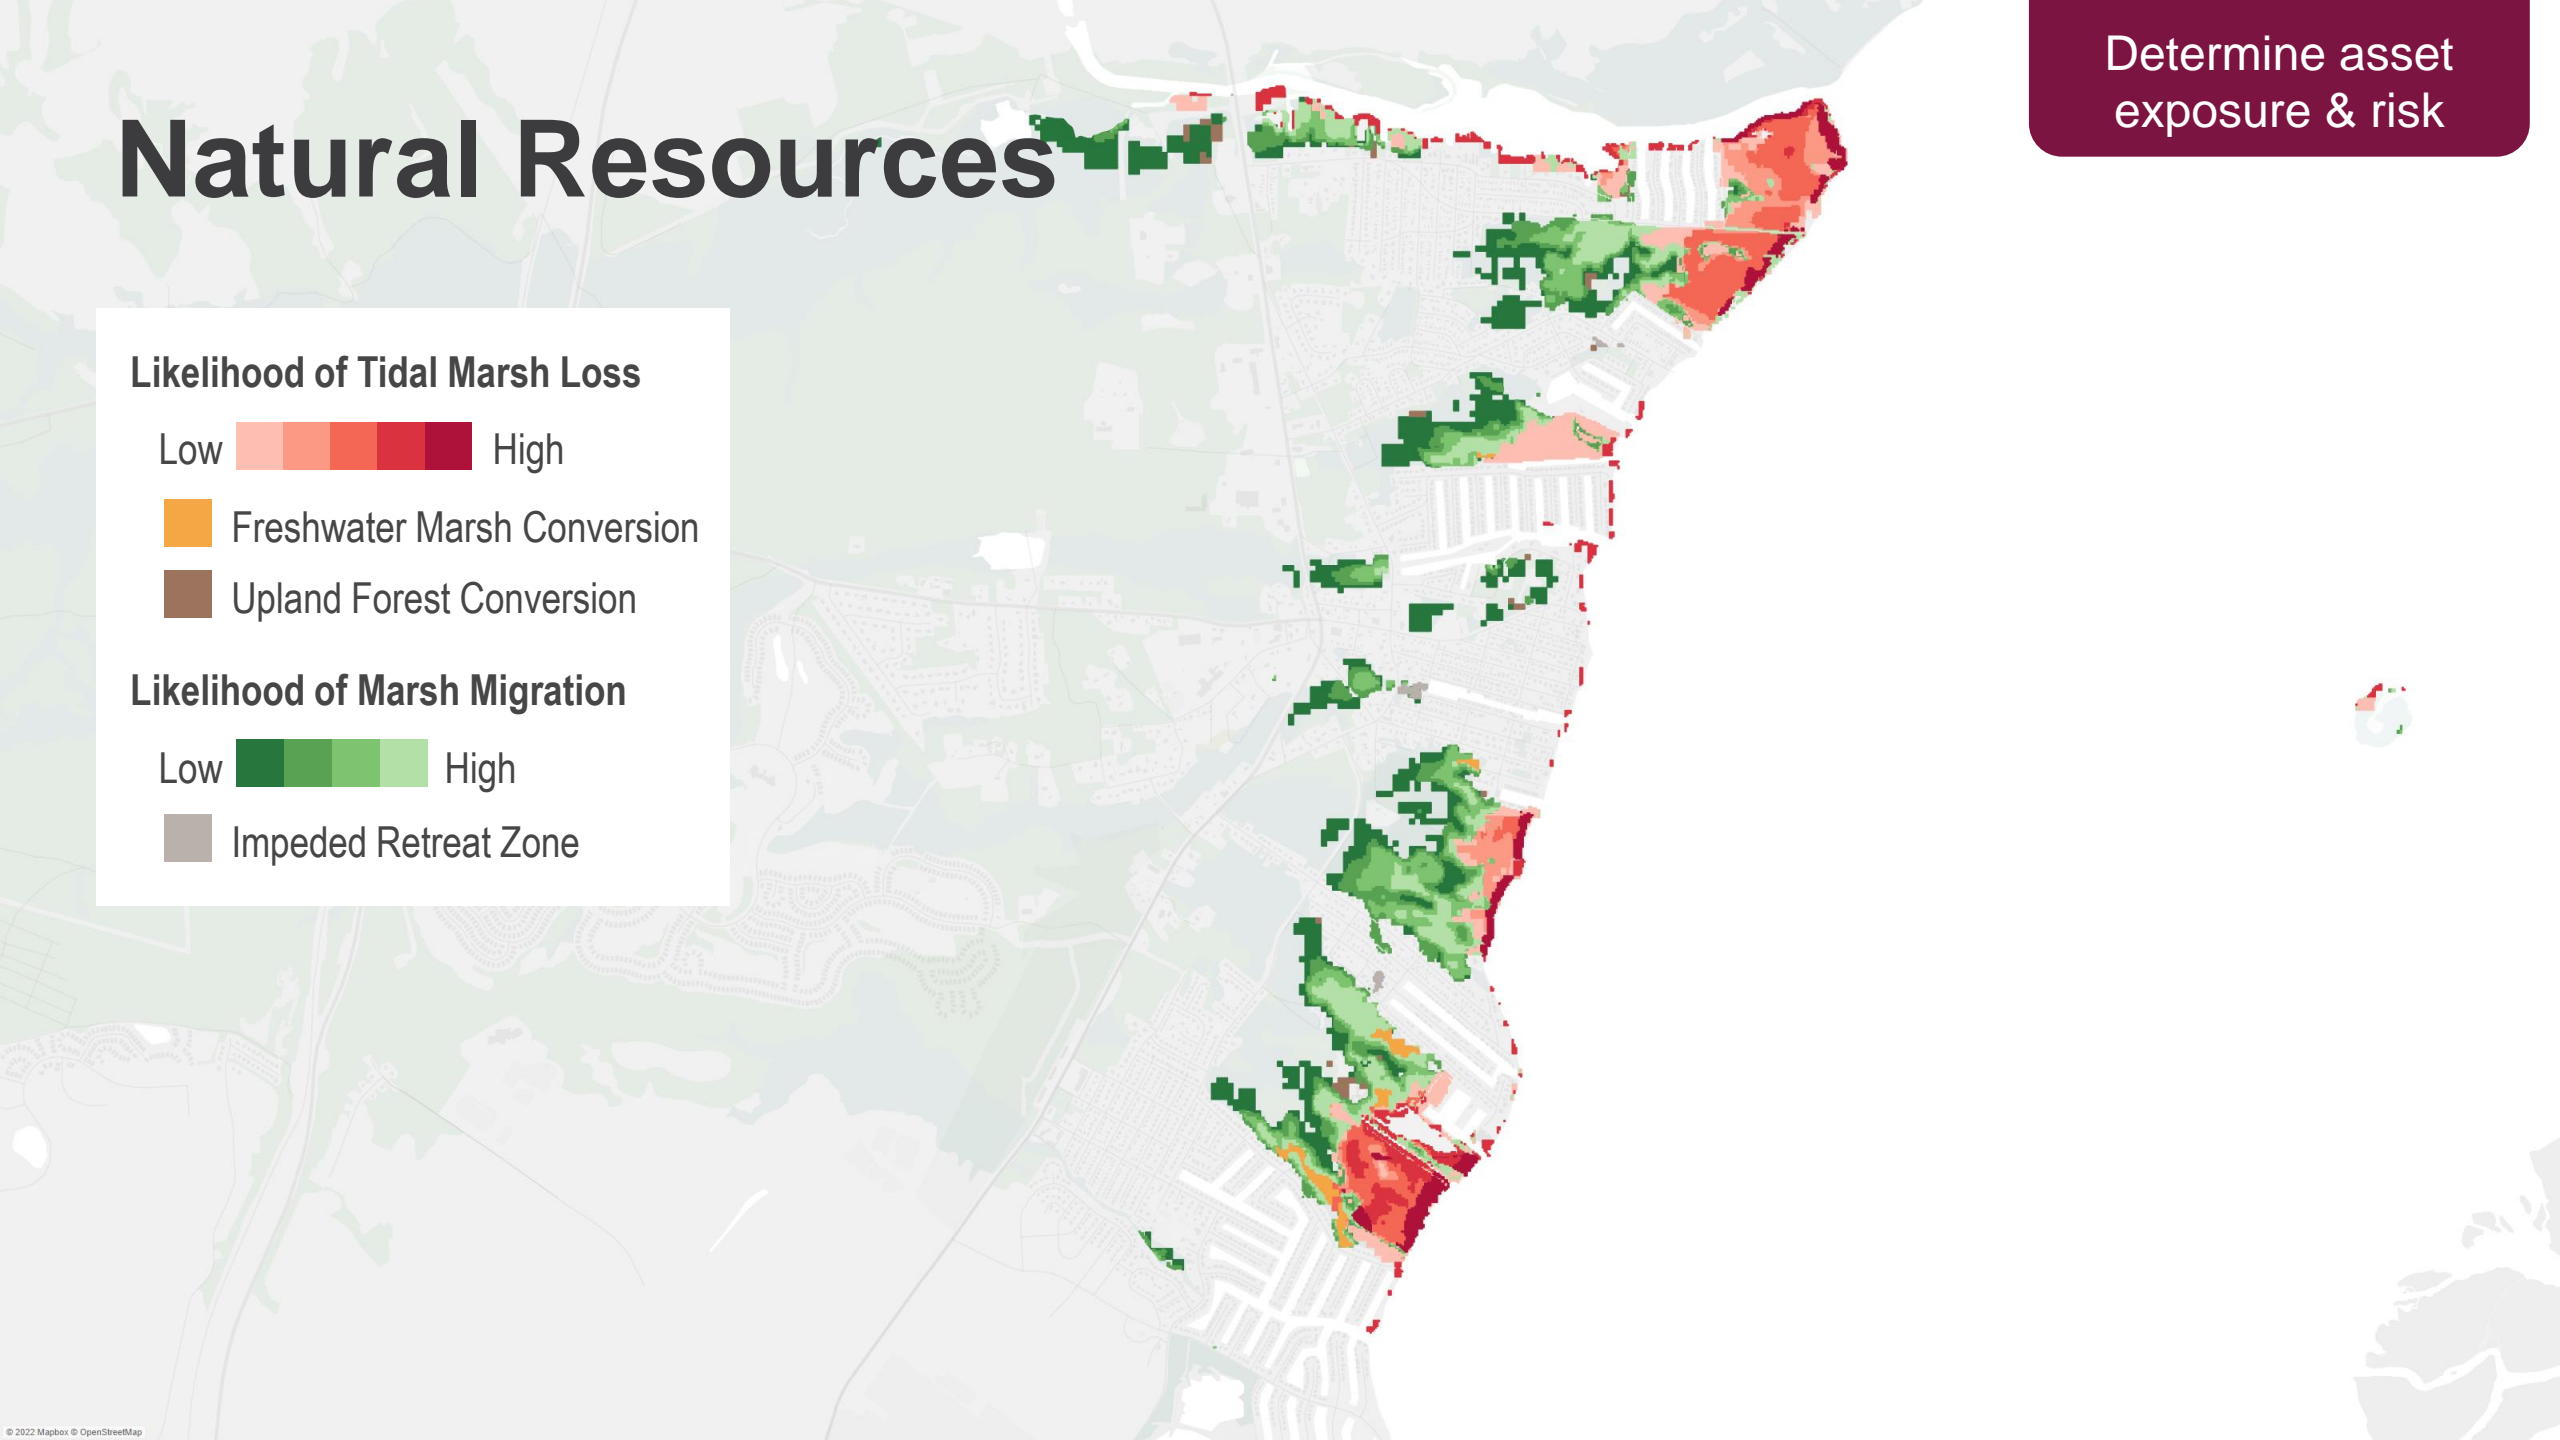 Determine asset
exposure & risk
Natural Resources
Likelihood of Tidal Marsh Loss
Low High
Freshwater Marsh Conversion
Upland Forest Conversion
Likelihood of Marsh Migration
Low High
Impeded Retreat Zone
© 2022 Mapbox © OpenStreetMap